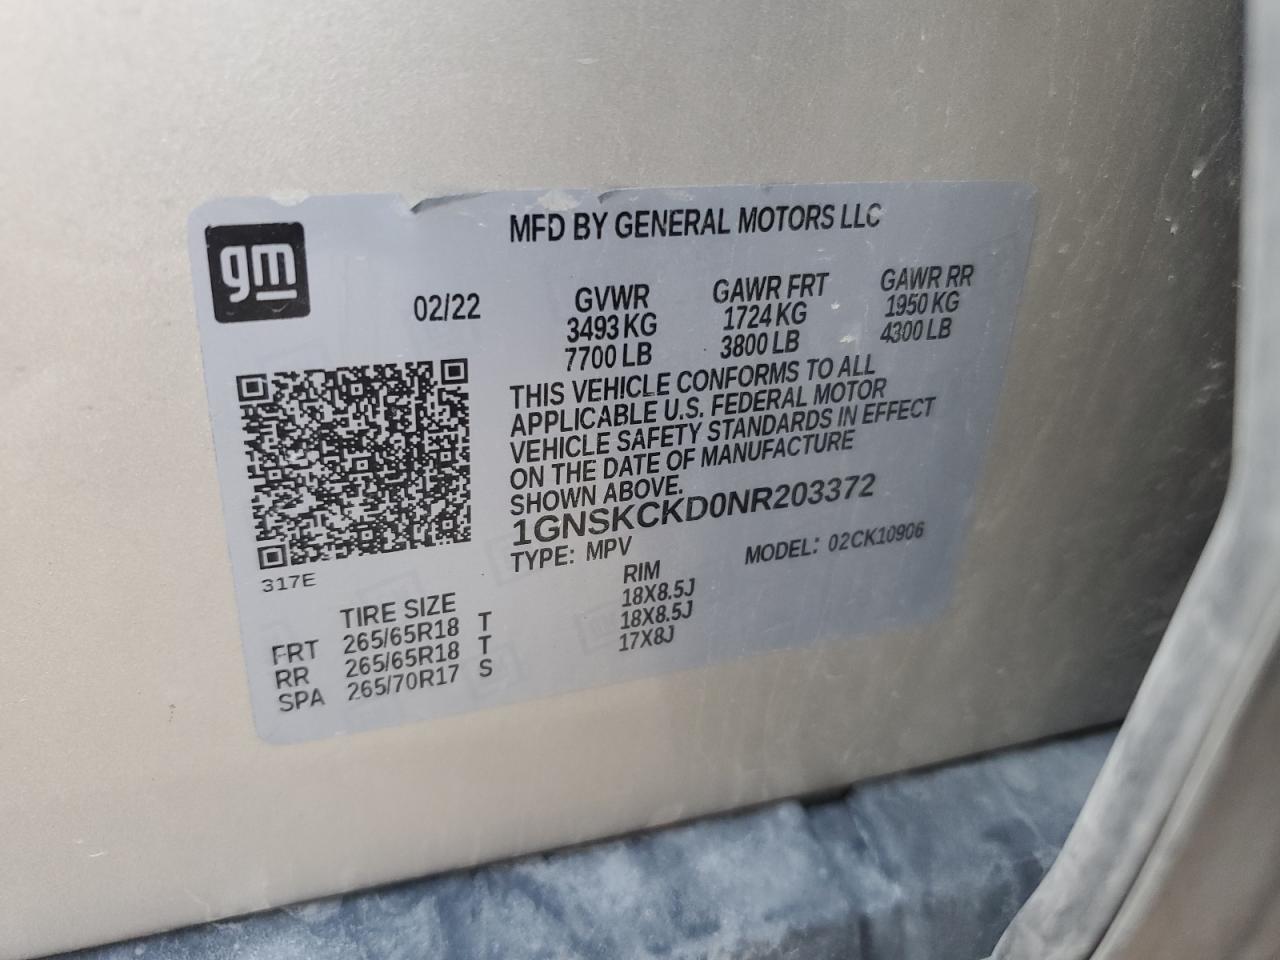 gm
MFD BY GENERAL MOTORS LLC
02/22
GVWR GAWR FRT GAWR RR
3493 KG 1724 KG 1950 KG
7700 LB 3800 LB 4300 LB
THIS VEHICLE CONFORMS TO ALL
APPLICABLE U.S. FEDERAL MOTOR
VEHICLE SAFETY STANDARDS IN EFFECT
ON THE DATE OF MANUFACTURE
SHOWN ABOVE.
1GNSKCKD0NR203372
TYPE: MPV MODEL: 02CK10906
317E
TIRE SIZE RIM
FRT 265/65R18 T 18X8.5J
RR 265/65R18 T 18X8.5J
SPA 265/70R17 S 17X8J